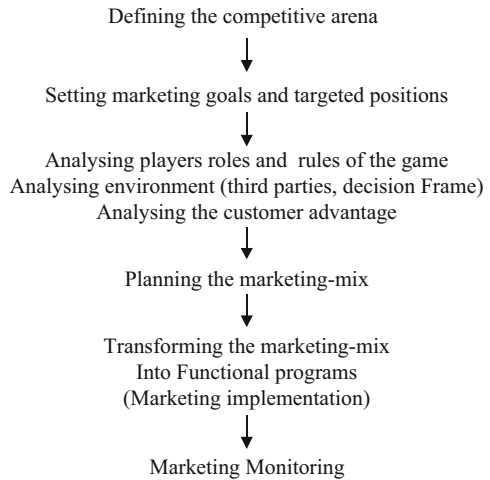 Defining the competitive arena
Setting marketing goals and targeted positions
Analysing players roles and rules of the game
Analysing environment (third parties, decision Frame)
Analysing the customer advantage
Planning the marketing-mix
Transforming the marketing-mix
Into Functional programs
(Marketing implementation)
Marketing Monitoring